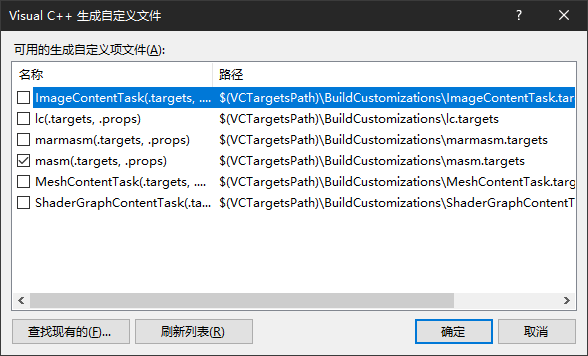 Visual C++ 生成自定义文件
可用的生成自定义项文件(A):
名称 路径
ImageContentTask(.targets, .... $(VCTargetsPath)\BuildCustomizations\ImageContentTask.tar
lc(.targets, .props) $(VCTargetsPath)\BuildCustomizations\lc.targets
marmasm(.targets, .props) $(VCTargetsPath)\BuildCustomizations\marmasm.targets
masm(.targets, .props) $(VCTargetsPath)\BuildCustomizations\masm.targets
MeshContentTask(.targets, .... $(VCTargetsPath)\BuildCustomizations\MeshContentTask.targ
ShaderGraphContentTask(.ta... $(VCTargetsPath)\BuildCustomizations\ShaderGraphContentT
查找现有的(F)... 刷新列表(R) 确定 取消